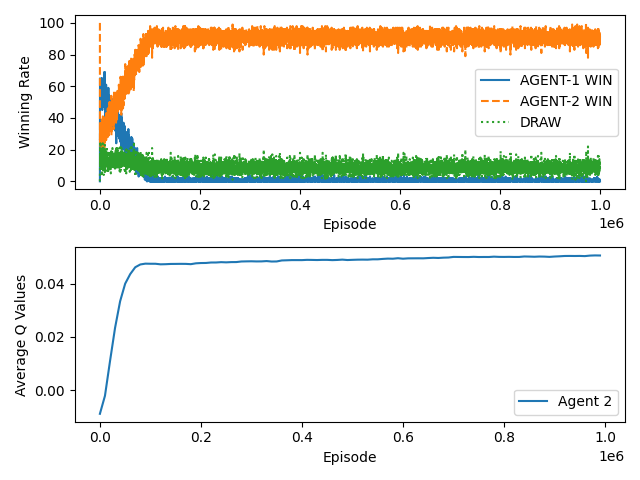 Winning Rate
100
80
60
40
20
0
AGENT-1 WIN
AGENT-2 WIN
DRAW
0.0 0.2 0.4 0.6 0.8 1.0
1e6
Episode
Average Q Values
0.04
0.02
0.00
Agent 2
0.0 0.2 0.4 0.6 0.8 1.0
1e6
Episode